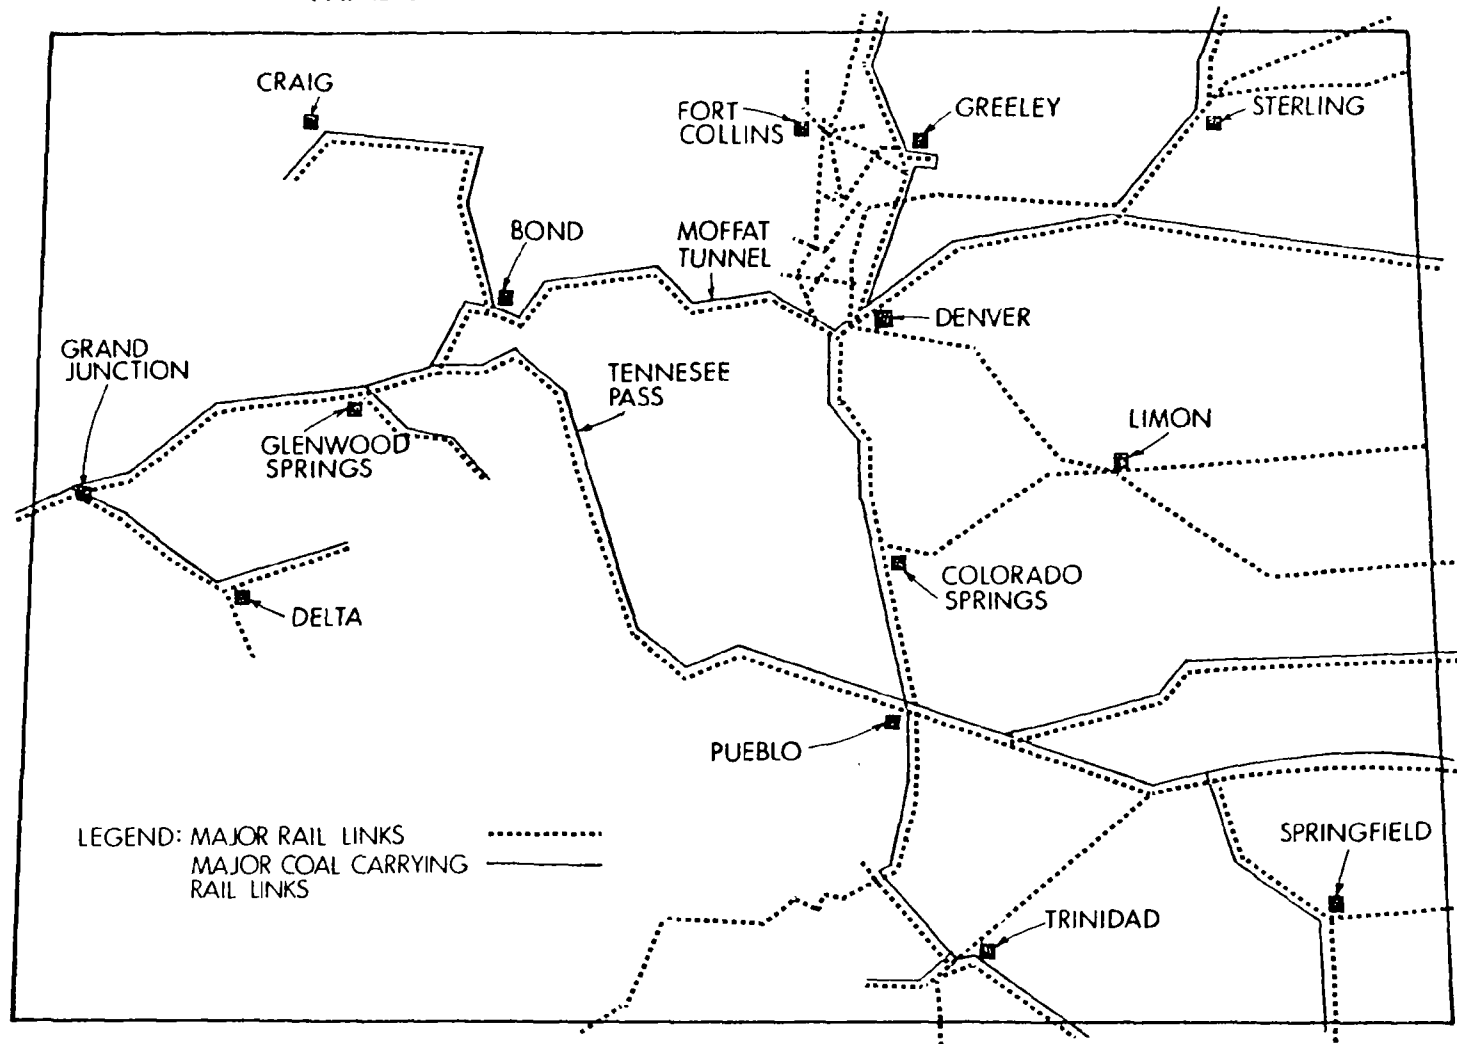 CRAIG
FORT
COLLINS
GREELEY
STERLING
BOND
MOFFAT
TUNNEL
DENVER
GRAND
JUNCTION
TENNESEE
PASS
LIMON
GLENWOOD
SPRINGS
COLORADO
SPRINGS
DELTA
PUEBLO
LEGEND: MAJOR RAIL LINKS
MAJOR COAL CARRYING
RAIL LINKS
SPRINGFIELD
TRINIDAD